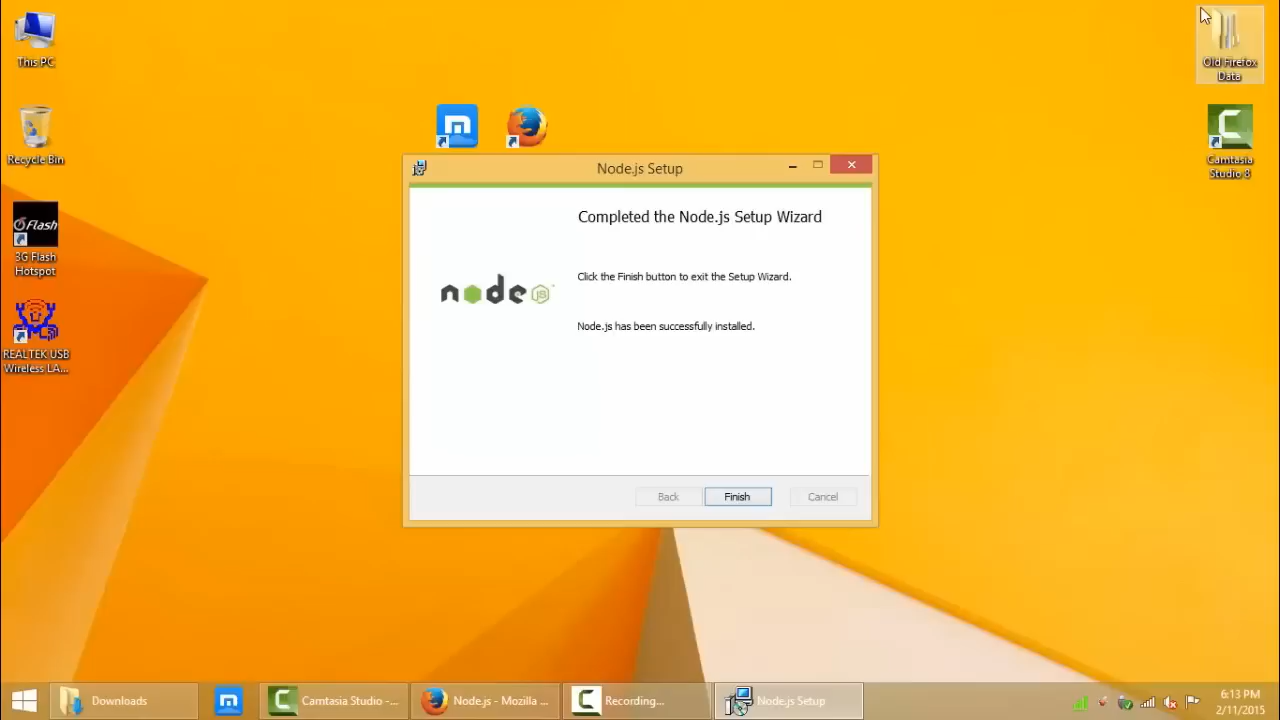 This PC
Recycle Bin
Flash
3G Flash
Hotspot
REALTEK USB
Wireless LA...
Old Firefox
Data
Camtasia
Studio 8
Node.js Setup
Completed the Node.js Setup Wizard
Click the Finish button to exit the Setup Wizard.
node JS
Node.js has been successfully installed.
Back
Finish
Cancel
Downloads
Camtasia Studio -...
Node.js - Mozilla ...
Recording...
Node.js Setup
6:13 PM
2/11/2015